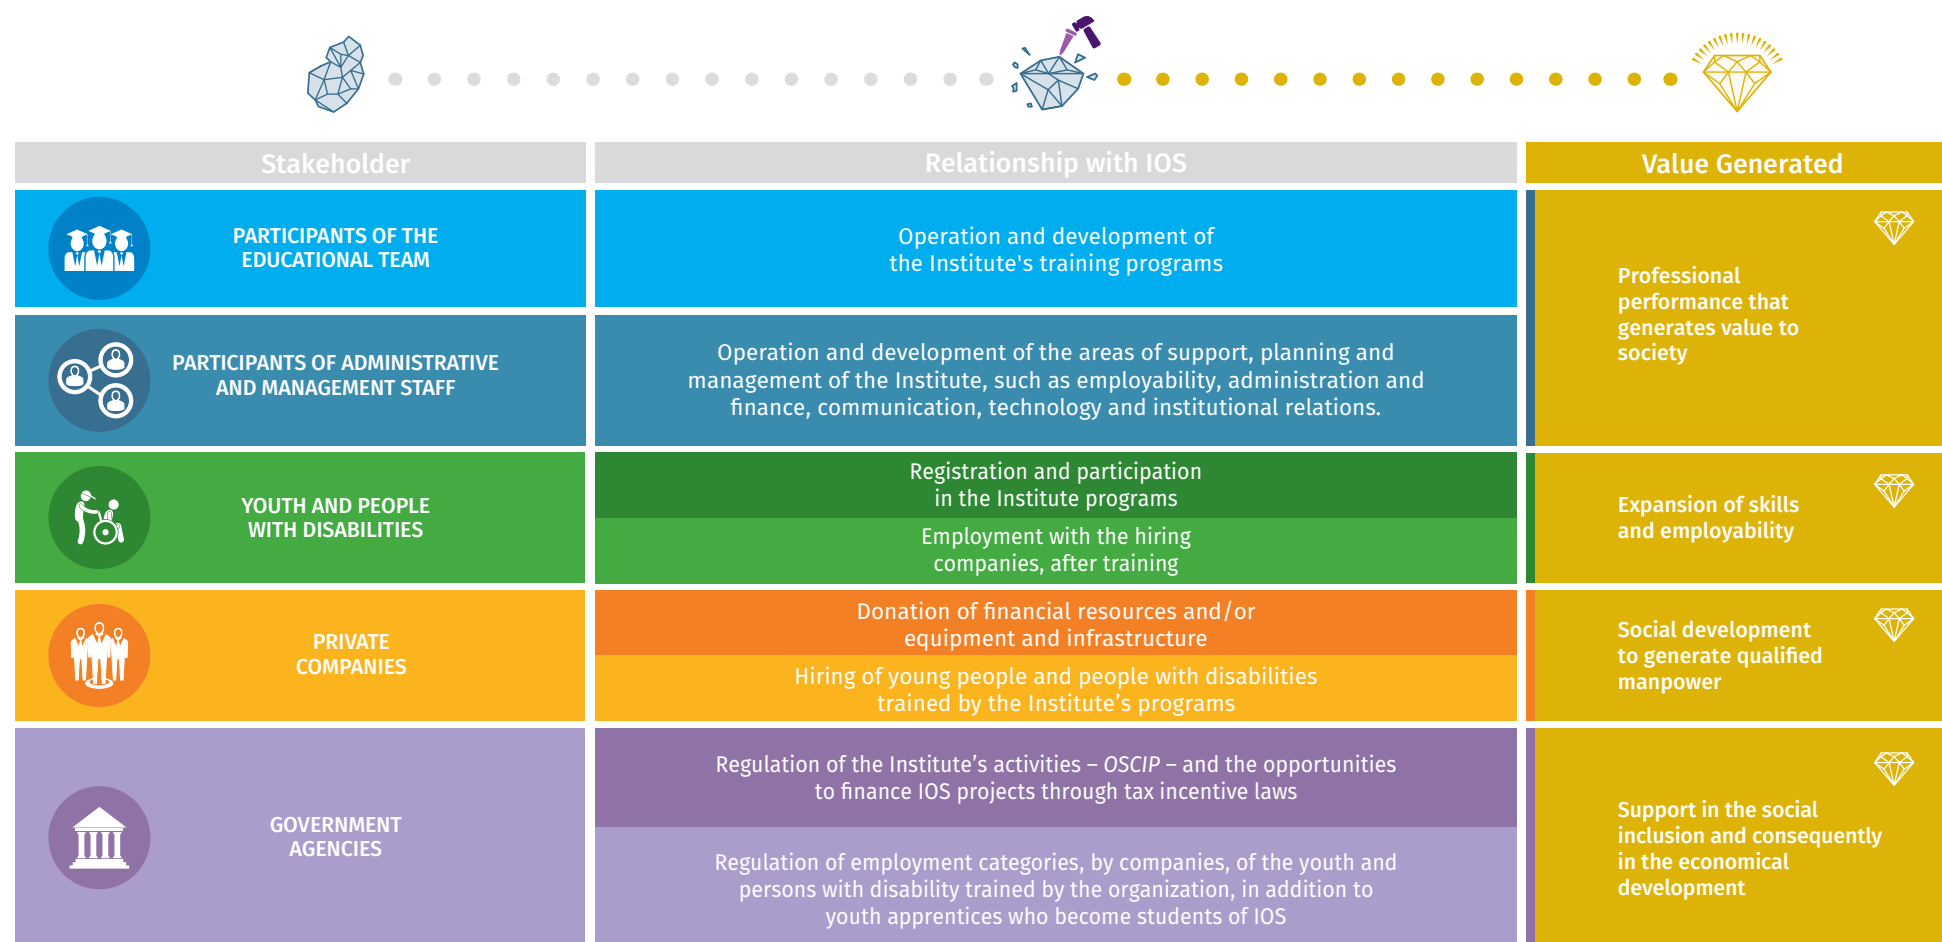 Stakeholder
Relationship with IOS
Value Generated
PARTICIPANTS OF THE
EDUCATIONAL TEAM
Operation and development of
the Institute's training programs
Professional
performance that
generates value to
society
PARTICIPANTS OF ADMINISTRATIVE
AND MANAGEMENT STAFF
Operation and development of the areas of support, planning and
management of the Institute, such as employability, administration and
finance, communication, technology and institutional relations.
YOUTH AND PEOPLE
WITH DISABILITIES
Registration and participation
in the Institute programs
Employment with the hiring
companies, after training
Expansion of skills
and employability
PRIVATE
COMPANIES
Donation of financial resources and/or
equipment and infrastructure
Hiring of young people and people with disabilities
trained by the Institute’s programs
Social development
to generate qualified
manpower
GOVERNMENT
AGENCIES
Regulation of the Institute’s activities – OSCIP – and the opportunities
to finance IOS projects through tax incentive laws
Regulation of employment categories, by companies, of the youth and
persons with disability trained by the organization, in addition to
youth apprentices who become students of IOS
Support in the social
inclusion and consequently
in the economical
development